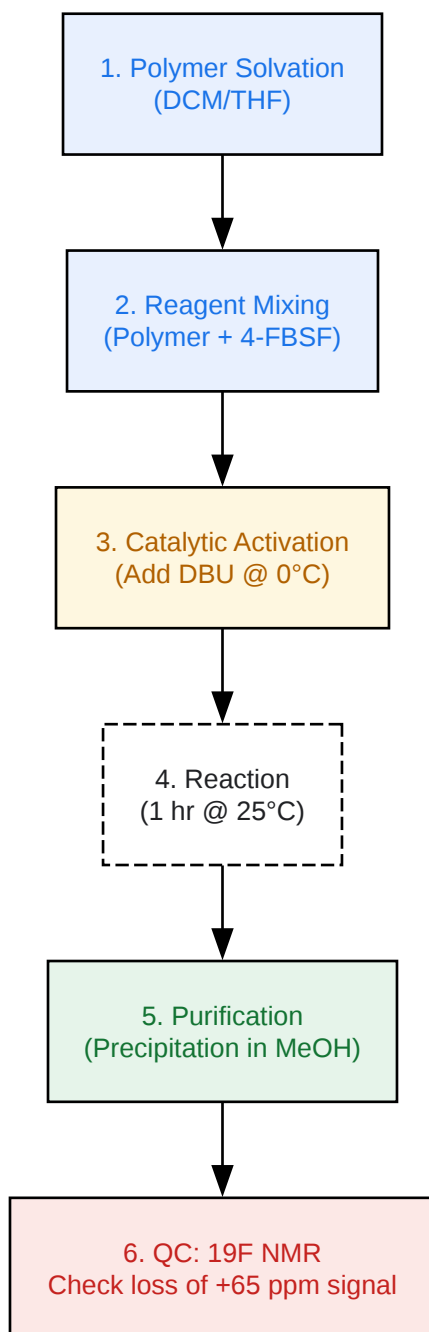 1. Polymer Solvation
(DCM/THF)
2. Reagent Mixing
(Polymer + 4-FBSF)
3. Catalytic Activation
(Add DBU @ 0°C)
4. Reaction
(1 hr @ 25°C)
5. Purification
(Precipitation in MeOH)
6. QC: 19F NMR
Check loss of +65 ppm signal